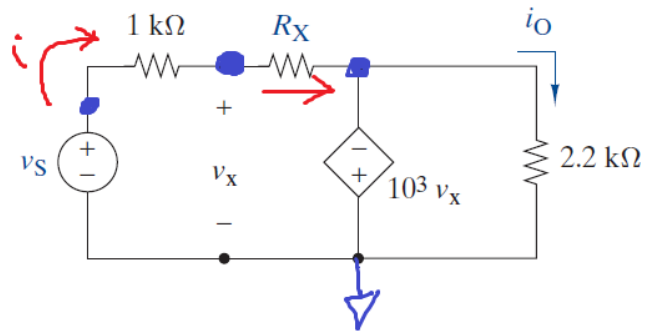 i
1 kΩ
R_X
i_O
+
+
−
v_S
v_x
−
−
+
10³ v_x
2.2 kΩ